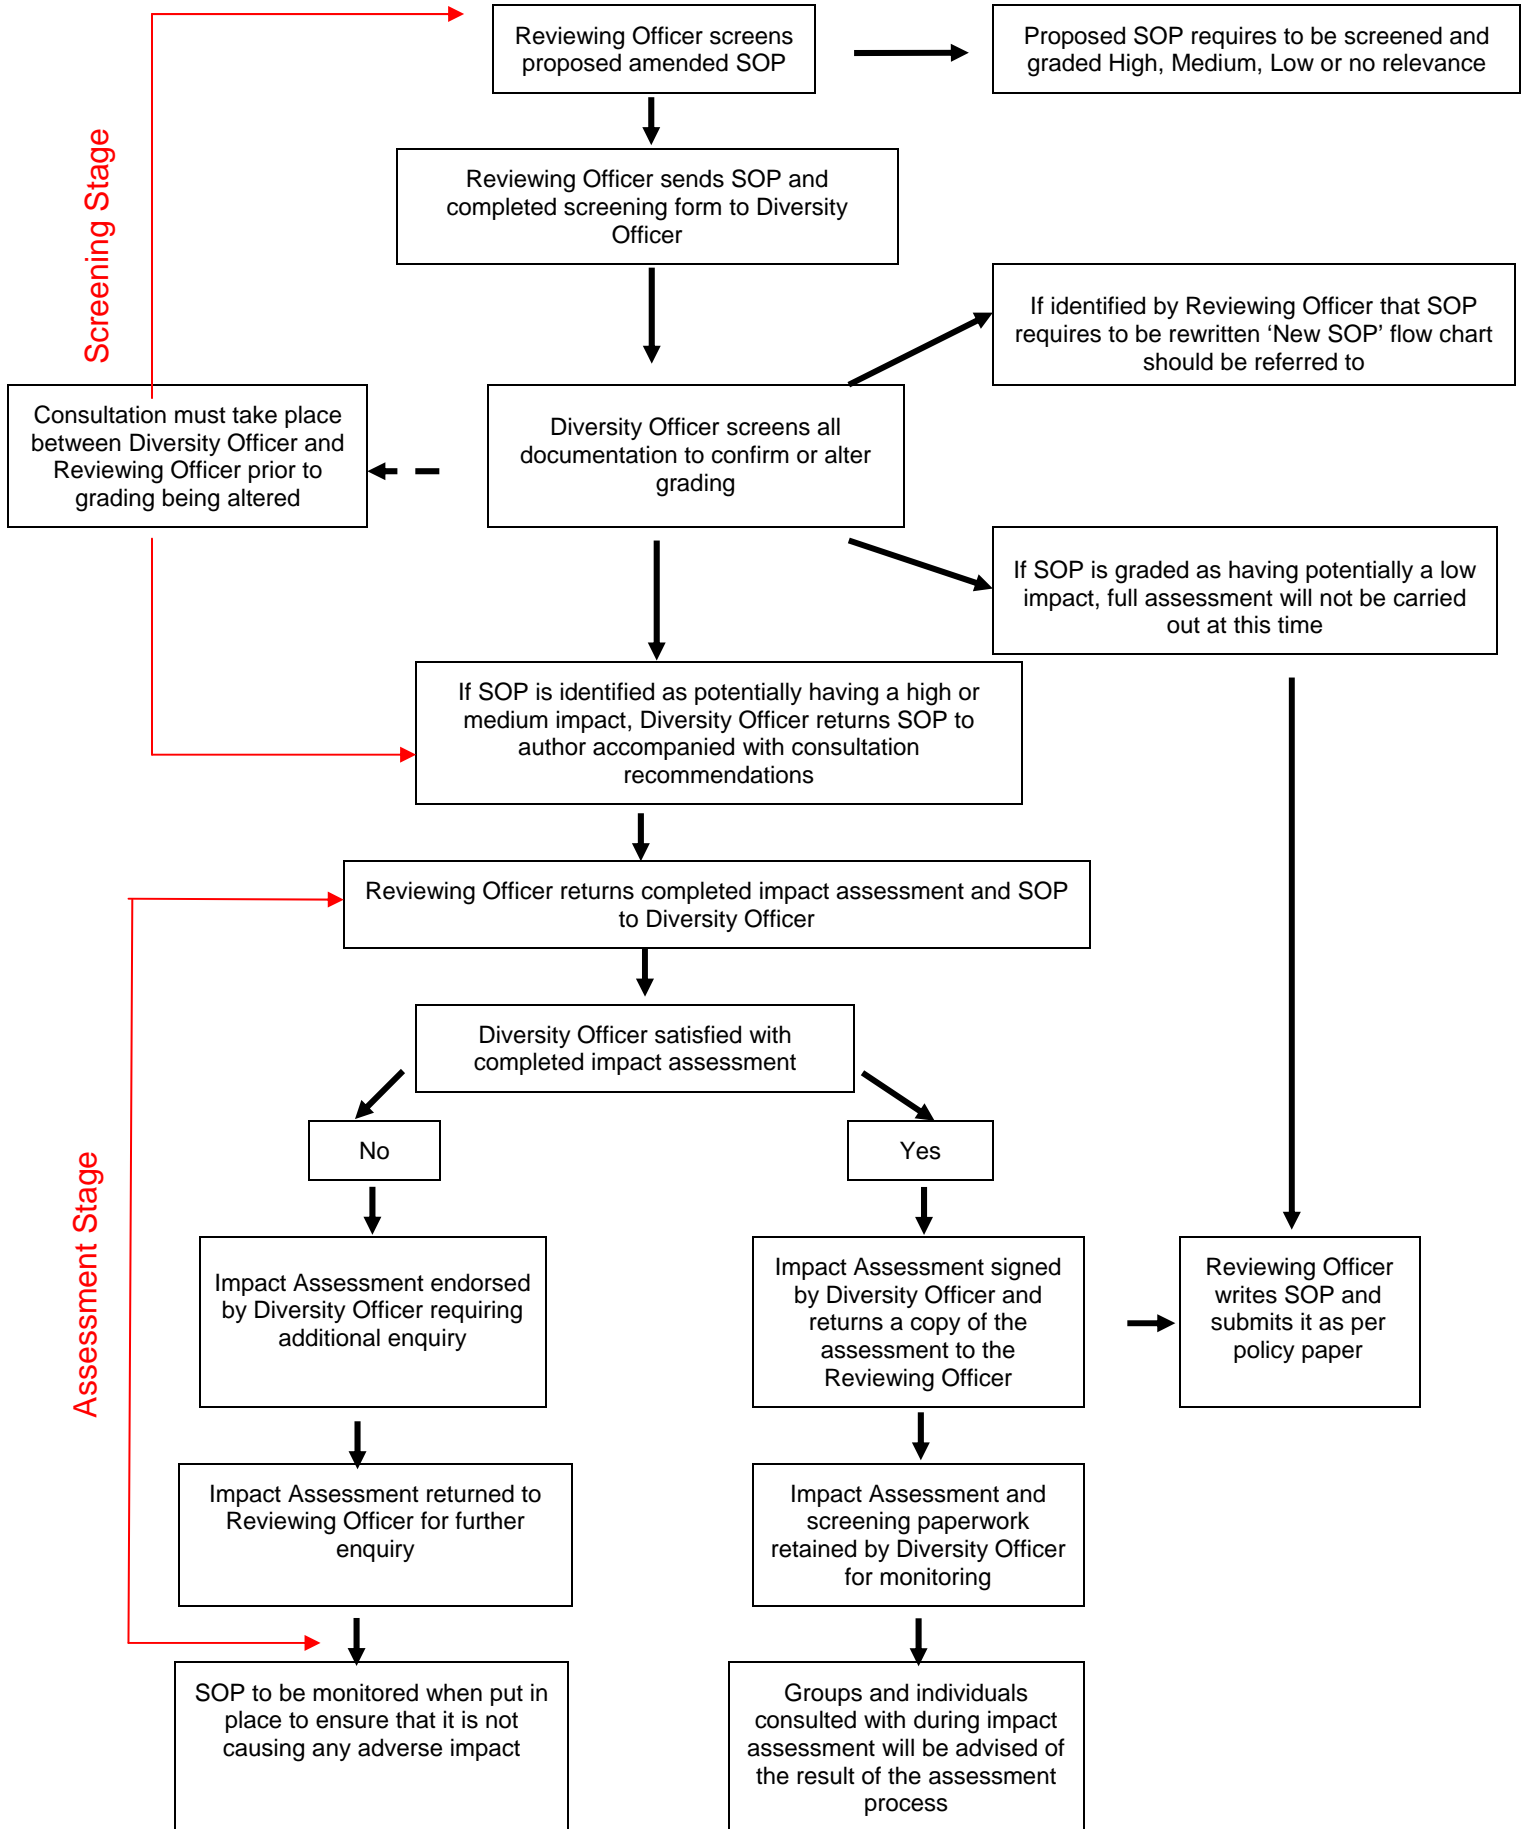 Reviewing Officer screens
proposed amended SOP
Proposed SOP requires to be screened and
graded High, Medium, Low or no relevance
Screening Stage
Reviewing Officer sends SOP and
completed screening form to Diversity
Officer
If identified by Reviewing Officer that SOP
requires to be rewritten ‘New SOP’ flow chart
should be referred to
Consultation must take place
between Diversity Officer and
Reviewing Officer prior to
grading being altered
Diversity Officer screens all
documentation to confirm or alter
grading
If SOP is graded as having potentially a low
impact, full assessment will not be carried
out at this time
If SOP is identified as potentially having a high or
medium impact, Diversity Officer returns SOP to
author accompanied with consultation
recommendations
Reviewing Officer returns completed impact assessment and SOP
to Diversity Officer
Diversity Officer satisfied with
completed impact assessment
No
Yes
Assessment Stage
Impact Assessment endorsed
by Diversity Officer requiring
additional enquiry
Impact Assessment signed
by Diversity Officer and
returns a copy of the
assessment to the
Reviewing Officer
Reviewing Officer
writes SOP and
submits it as per
policy paper
Impact Assessment returned to
Reviewing Officer for further
enquiry
Impact Assessment and
screening paperwork
retained by Diversity Officer
for monitoring
SOP to be monitored when put in
place to ensure that it is not
causing any adverse impact
Groups and individuals
consulted with during impact
assessment will be advised of
the result of the assessment
process